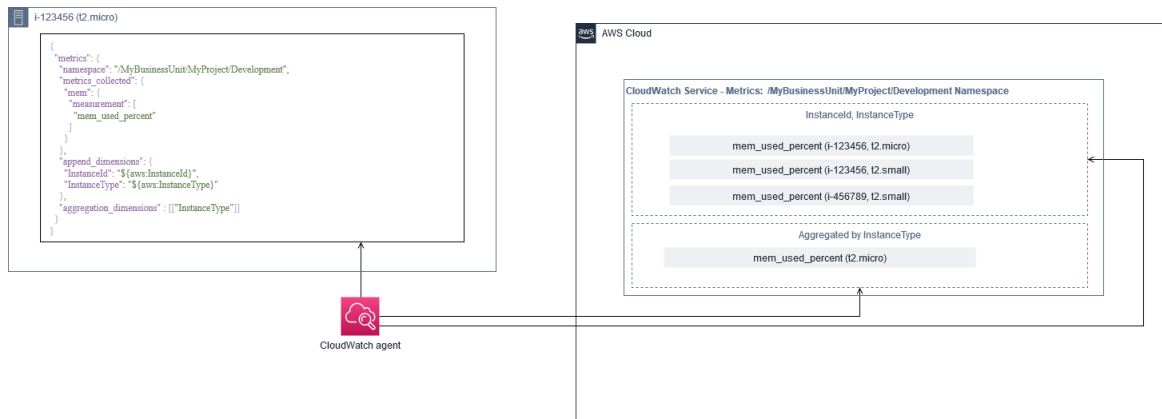 i-123456 (t2.micro)
{
"metrics": {
"namespace": "/MyBusinessUnit/MyProject/Development",
"metrics_collected": {
"mem": {
"measurement": [
"mem_used_percent"
]
}
},
"append_dimensions": {
"InstanceId": "${aws:InstanceId}",
"InstanceType": "${aws:InstanceType}"
},
"aggregation_dimensions" : [["InstanceType"]]
}
}
CloudWatch agent
aws
AWS Cloud
CloudWatch Service - Metrics: /MyBusinessUnit/MyProject/Development Namespace
InstanceId, InstanceType
mem_used_percent (i-123456, t2.micro)
mem_used_percent (i-123456, t2.small)
mem_used_percent (i-456789, t2.small)
Aggregated by InstanceType
mem_used_percent (t2.micro)